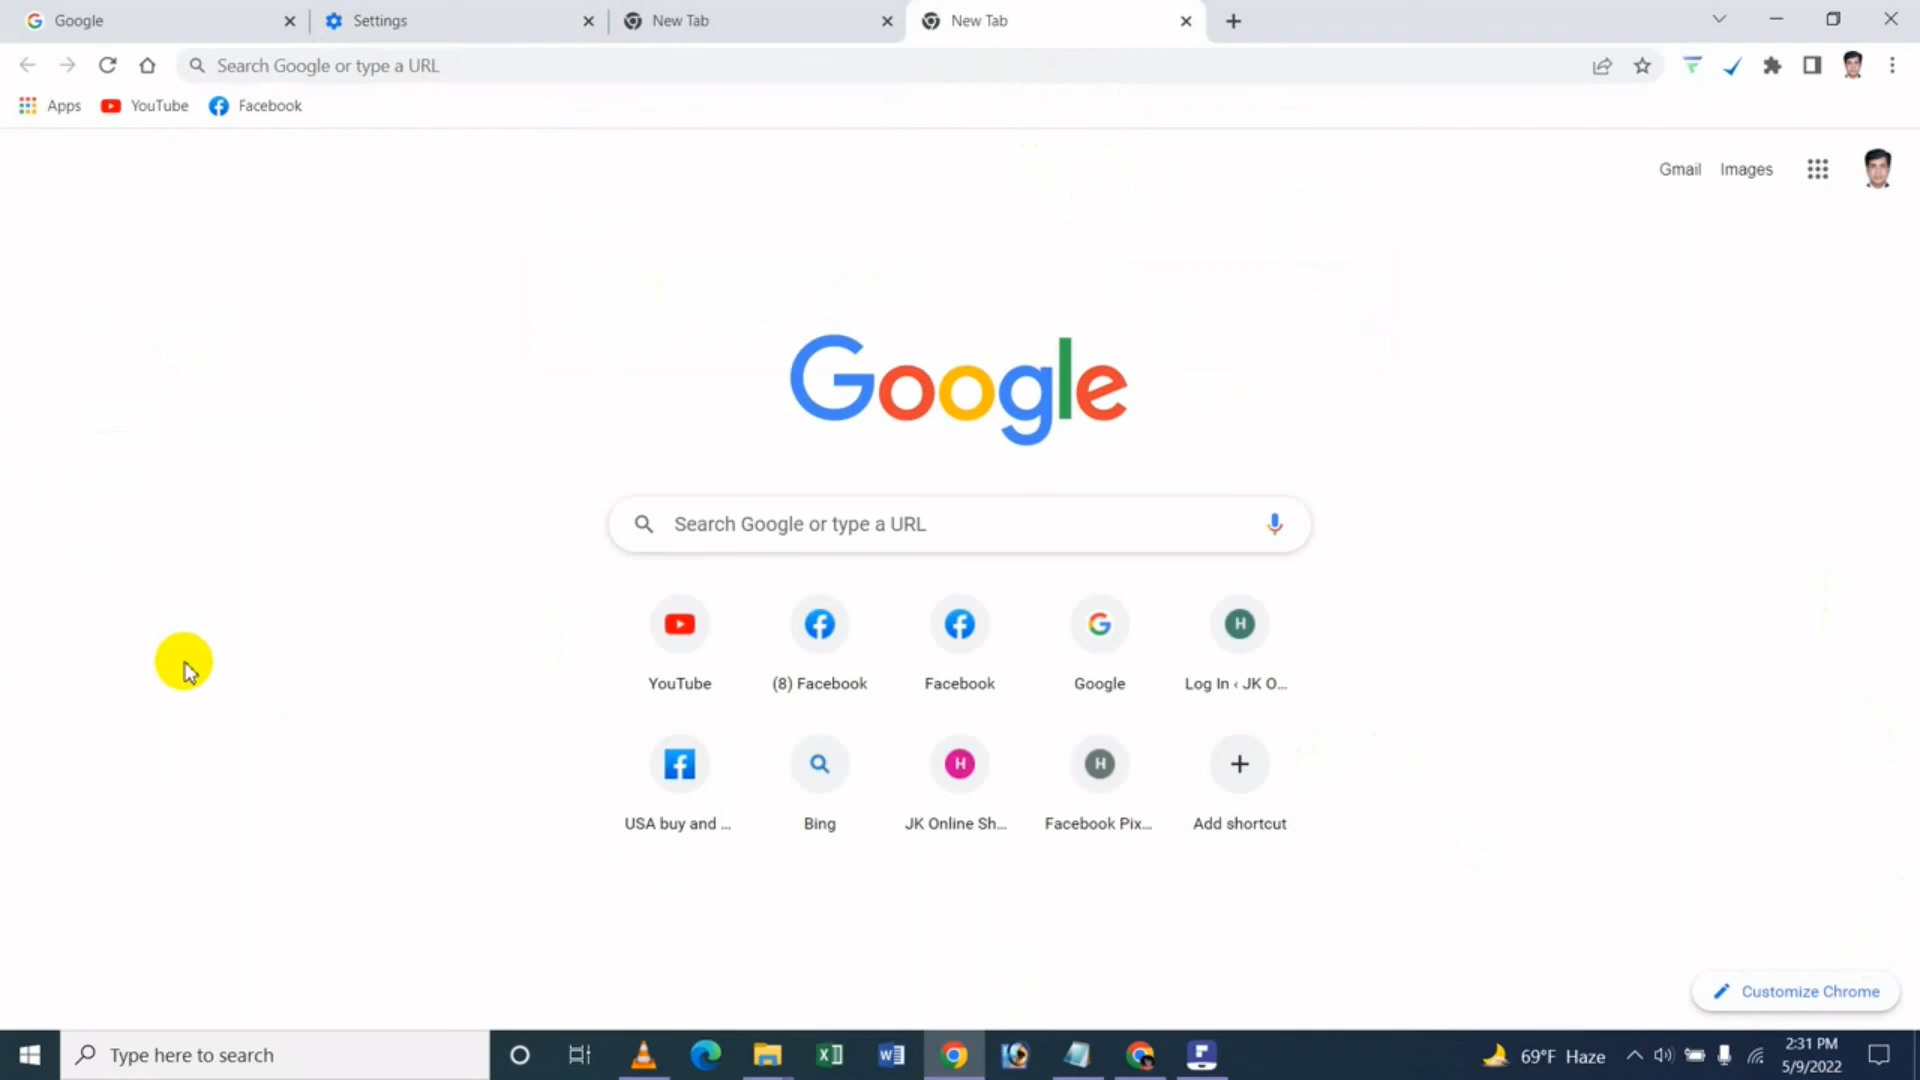 Google
Settings
New Tab
New Tab
Search Google or type a URL
Apps
YouTube
Facebook
Gmail
Images
Google
Search Google or type a URL
YouTube
(8) Facebook
Facebook
Google
H
Log In ‹ JK O...
USA buy and ...
Bing
H
JK Online Sh...
H
Facebook Pix...
Add shortcut
Customize Chrome
Type here to search
69°F Haze
2:31 PM
5/9/2022